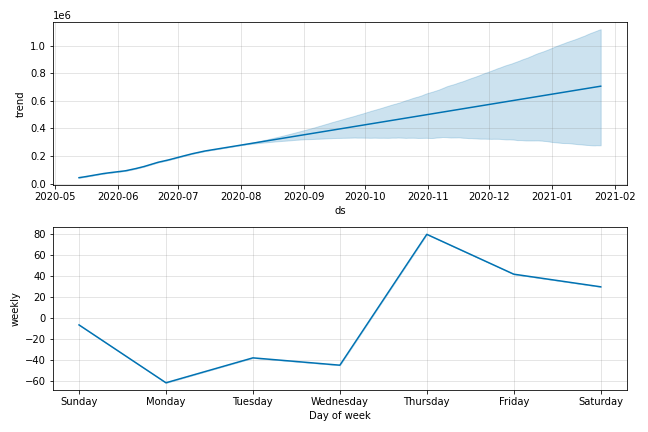 1e6
1.0
0.8
0.6
0.4
0.2
0.0
trend
2020-05 2020-06 2020-07 2020-08 2020-09 2020-10 2020-11 2020-12 2021-01 2021-02
ds
80
60
40
20
0
−20
−40
−60
weekly
Sunday Monday Tuesday Wednesday Thursday Friday Saturday
Day of week